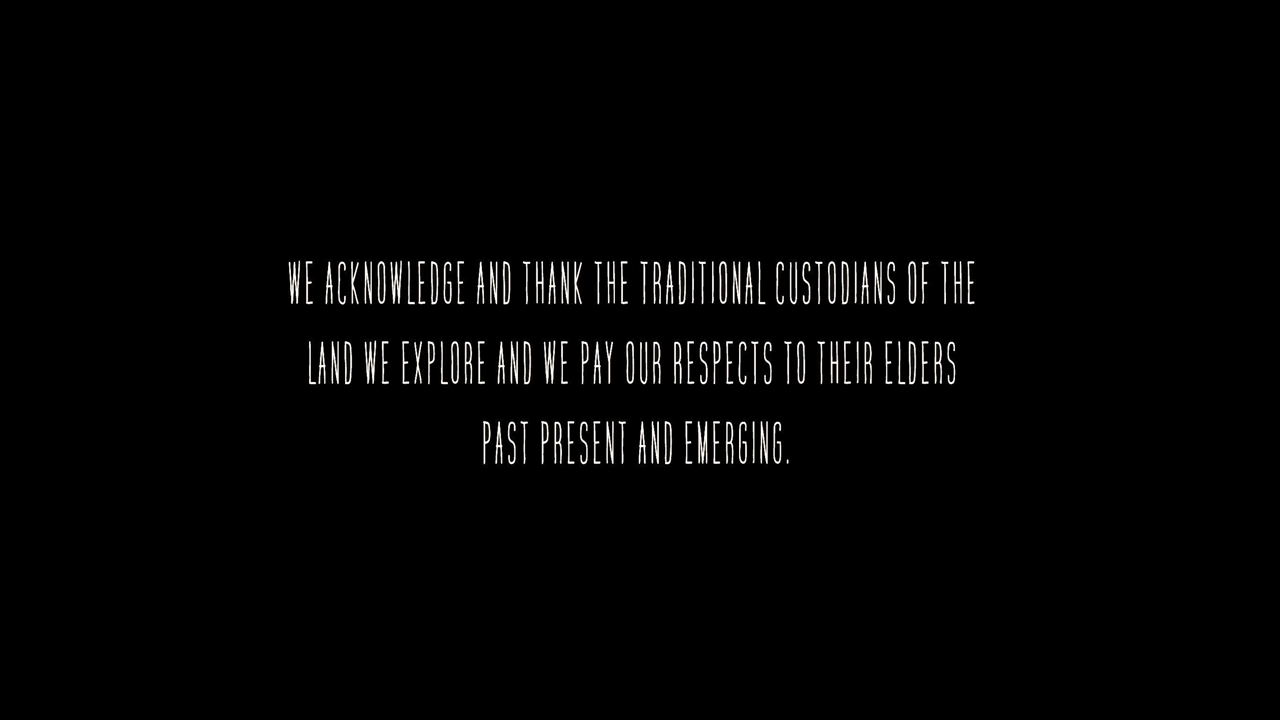 WE ACKNOWLEDGE AND THANK THE TRADITIONAL CUSTODIANS OF THE
LAND WE EXPLORE AND WE PAY OUR RESPECTS TO THEIR ELDERS
PAST PRESENT AND EMERGING.